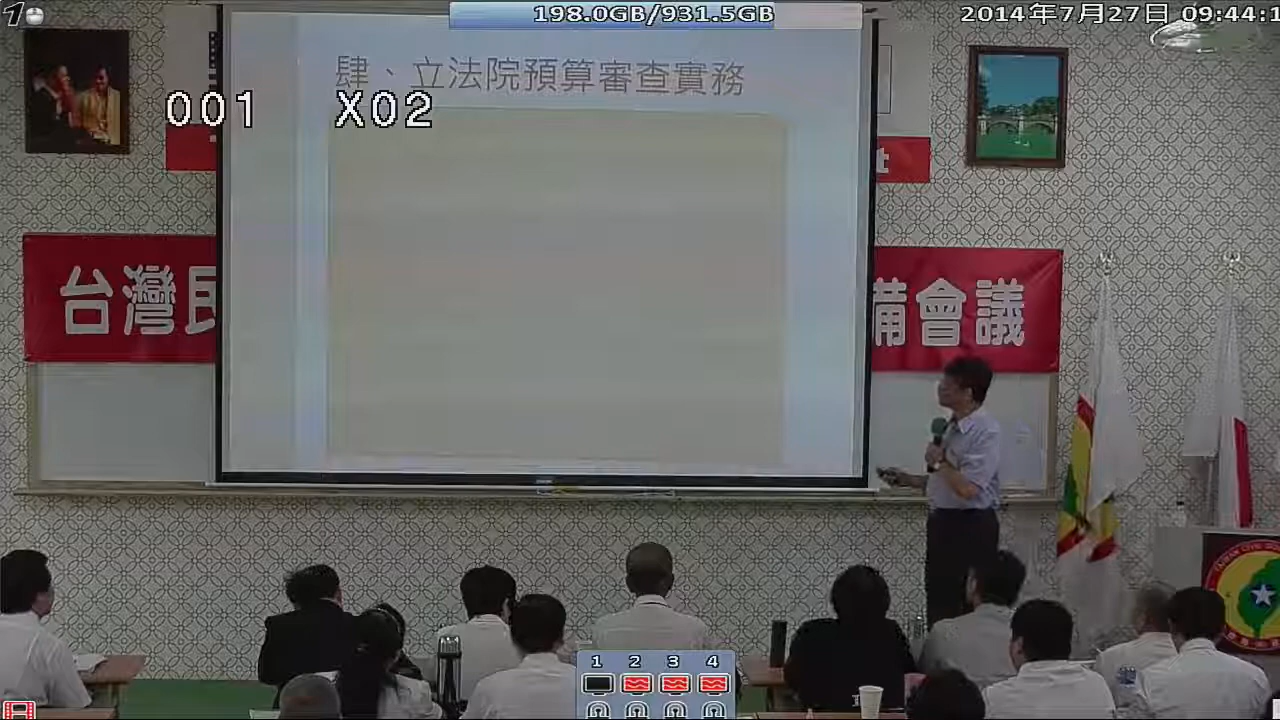 198.0GB/931.5GB
2014年7月27日 09:44:1
肆、立法院預算審查實務
001 X02
t
台灣民
備會議
TAIWAN CIVIL
1 2 3 4